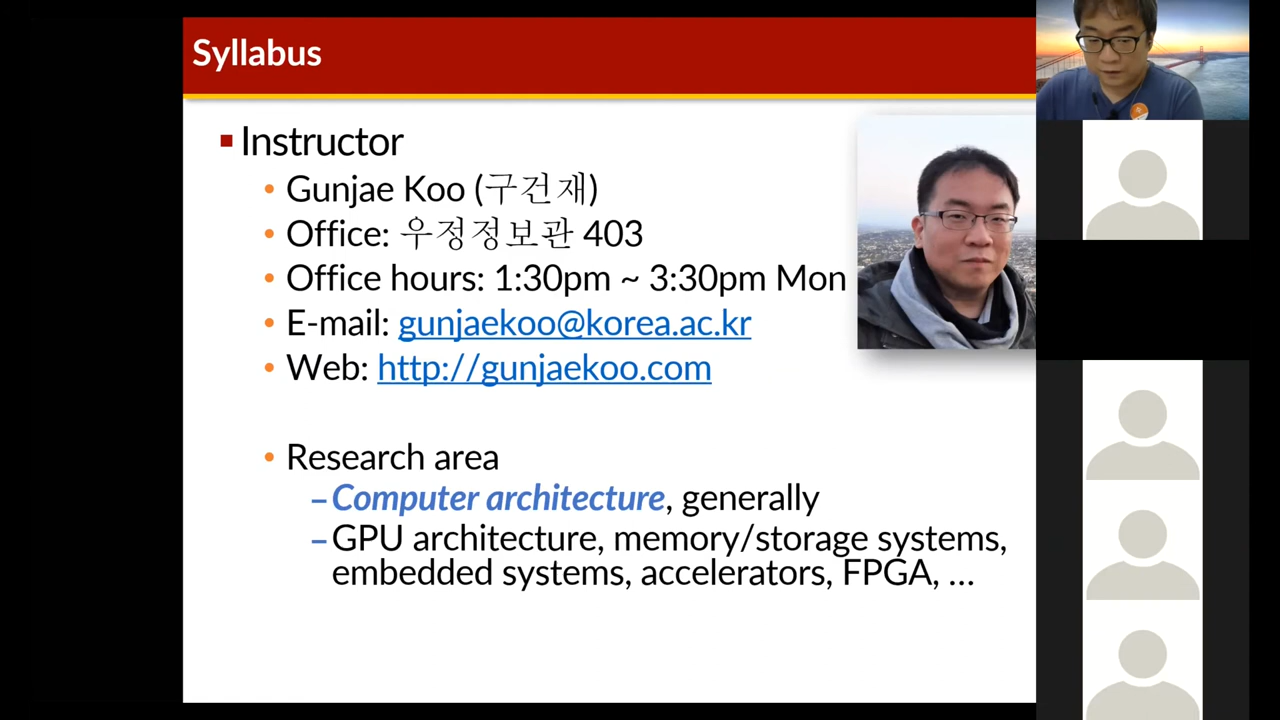 Syllabus
Instructor
Gunjae Koo (구건재)
Office: 우정정보관 403
Office hours: 1:30pm ~ 3:30pm Mon
E-mail: gunjaekoo@korea.ac.kr
Web: http://gunjaekoo.com
Research area
–Computer architecture, generally
–GPU architecture, memory/storage systems,
embedded systems, accelerators, FPGA, ...